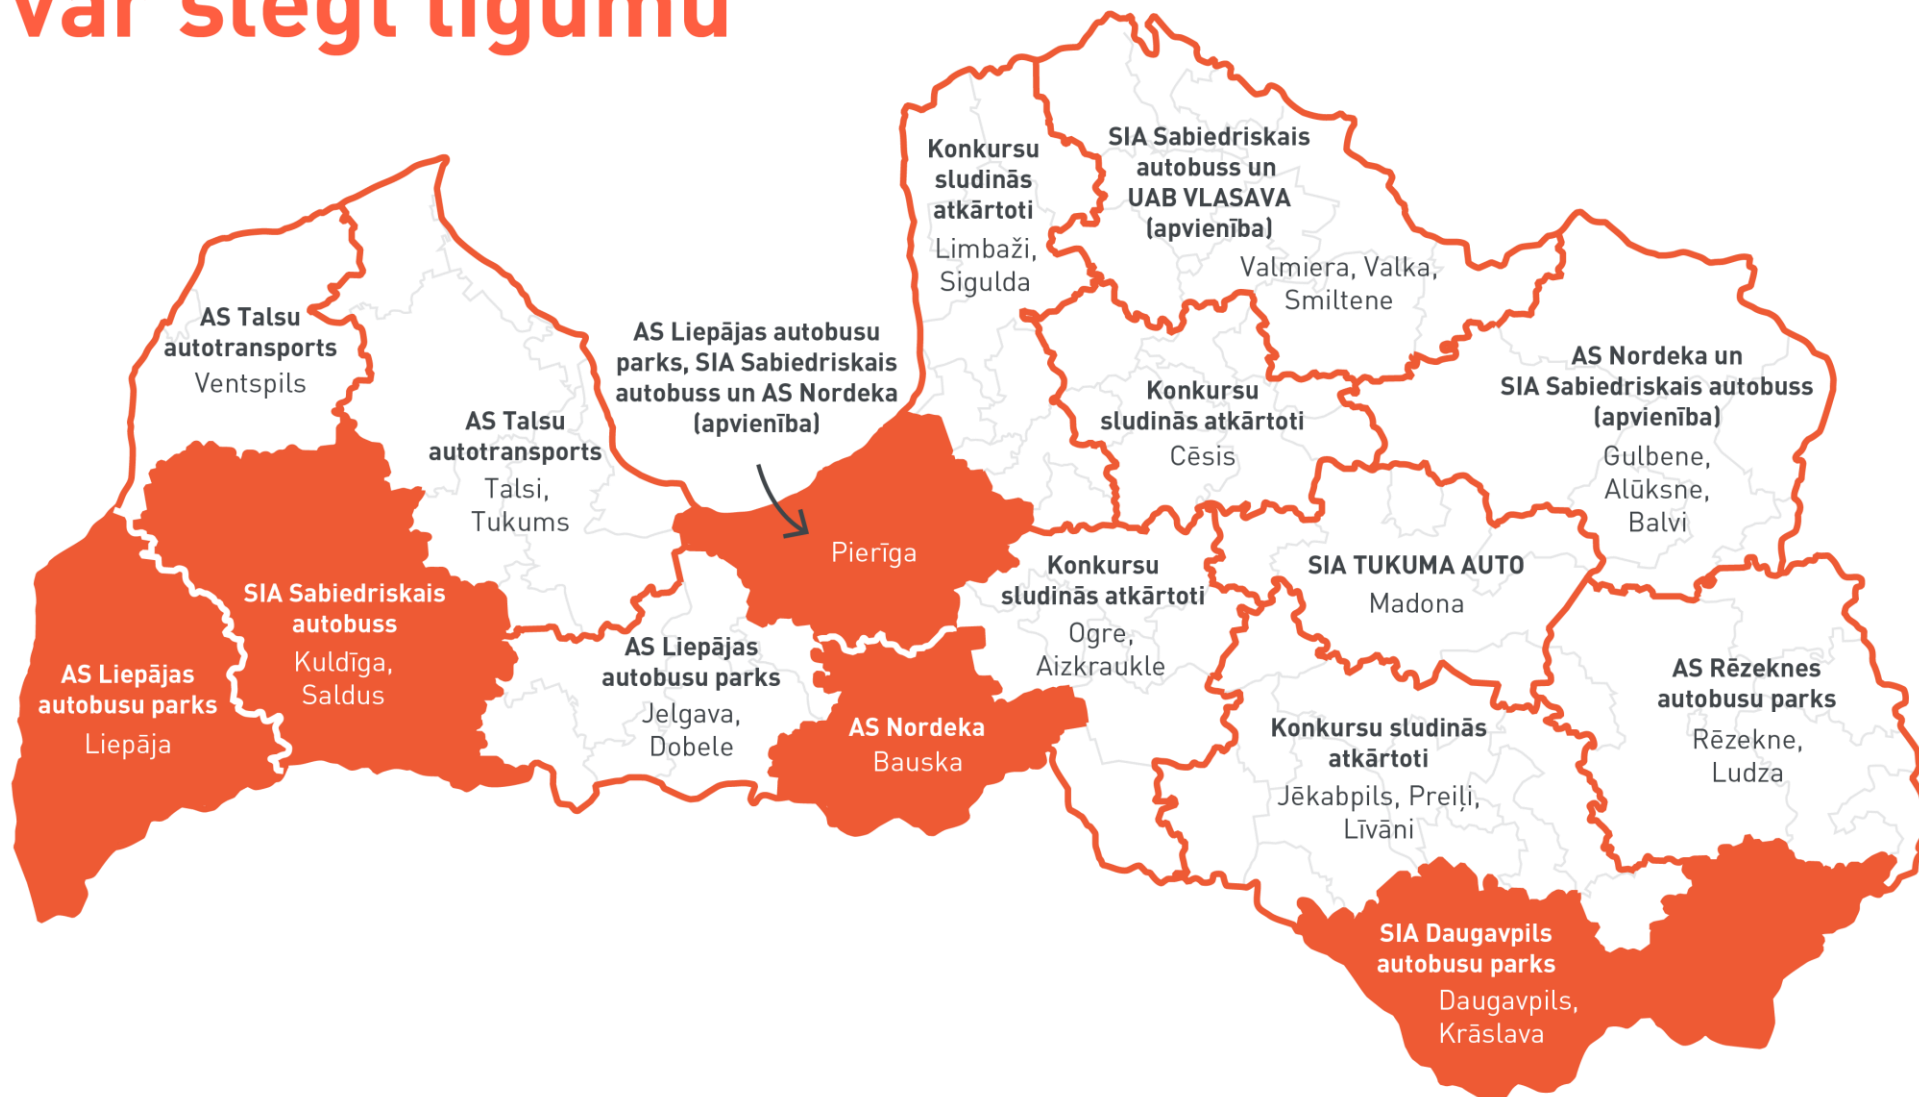 var slēgt līgumu
Konkursu
sludinās
atkārtoti
Limbaži,
Sigulda
SIA Sabiedriskais
autobuss un
UAB VLASAVA
(apvienība)
Valmiera, Valka,
Smiltene
AS Talsu
autotransports
Ventspils
AS Liepājas autobusu
parks, SIA Sabiedriskais
autobuss un AS Nordeka
(apvienība)
Pierīga
AS Talsu
autotransports
Talsi,
Tukums
Konkursu
sludinās atkārtoti
Cēsis
AS Nordeka un
SIA Sabiedriskais autobuss
(apvienība)
Gulbene,
Alūksne,
Balvi
SIA Sabiedriskais
autobuss
Kuldīga,
Saldus
Konkursu
sludinās atkārtoti
Ogre,
Aizkraukle
SIA TUKUMA AUTO
Madona
AS Liepājas
autobusu parks
Liepāja
AS Liepājas
autobusu parks
Jelgava,
Dobele
AS Nordeka
Bauska
Konkursu sludinās
atkārtoti
Jēkabpils, Preiļi,
Līvāni
AS Rēzeknes
autobusu parks
Rēzekne,
Ludza
SIA Daugavpils
autobusu parks
Daugavpils,
Krāslava